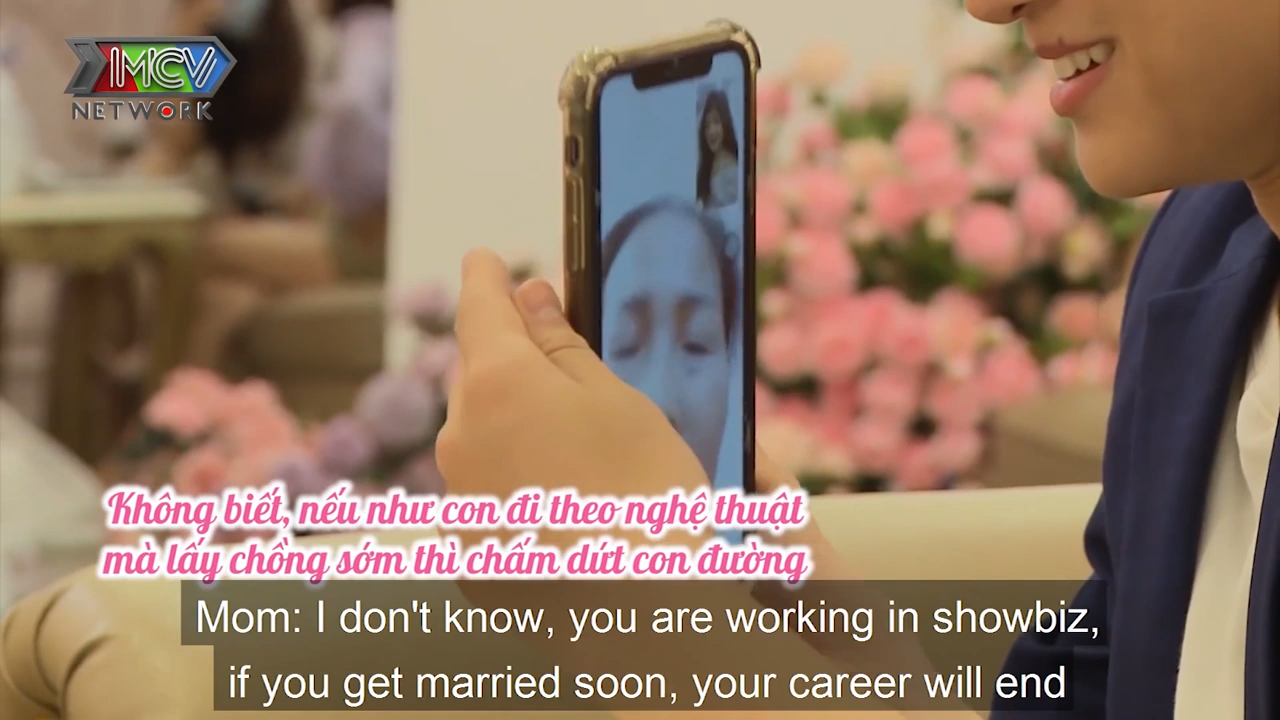 MCV
NETWORK
Không biết, nếu như con đi theo nghệ thuật
mà lấy chồng sớm thì chấm dứt con đường
Mom: I don't know, you are working in showbiz,
if you get married soon, your career will end